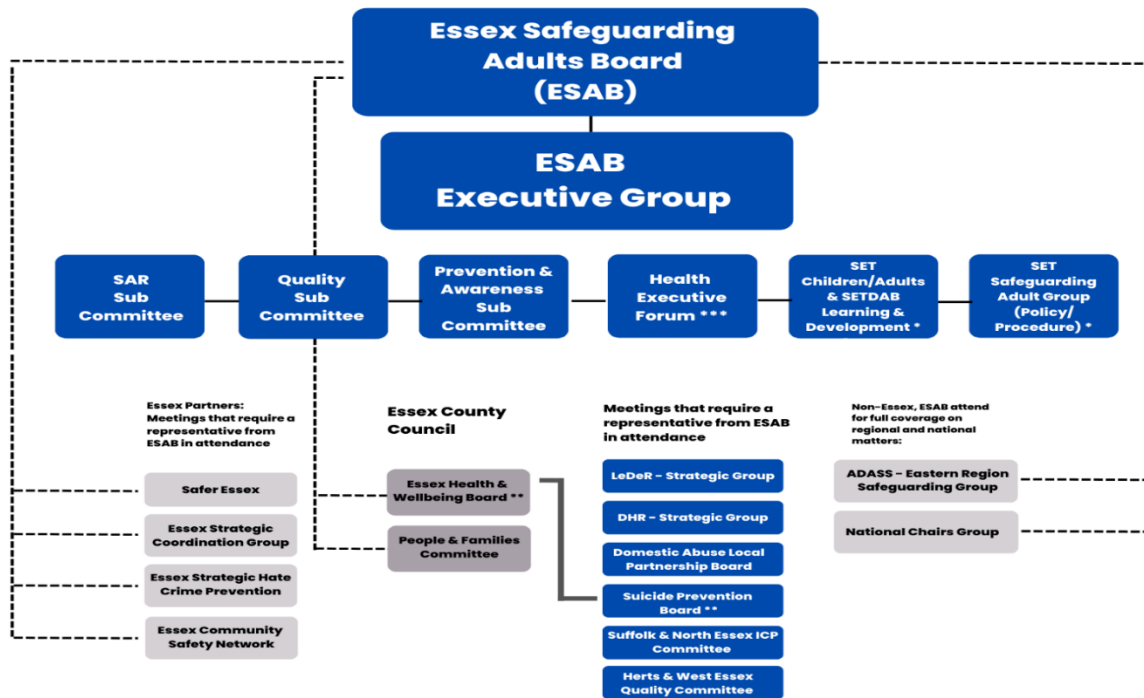 Essex Safeguarding
Adults Board
(ESAB)
ESAB
Executive Group
SAR
Sub
Committee
Quality
Sub
Committee
Prevention &
Awareness
Sub
Committee
Health
Executive
Forum ***
SET
Children/Adults
& SETDAB
Learning &
Development *
SET
Safeguarding
Adult Group
(Policy/
Procedure) *
Essex Partners:
Meetings that require a
representative from
ESAB in attendance
Safer Essex
Essex Strategic
Coordination Group
Essex Strategic Hate
Crime Prevention
Essex Community
Safety Network
Essex County
Council
Essex Health &
Wellbeing Board **
People & Families
Committee
Meetings that require a
representative from ESAB
in attendance
LeDeR - Strategic Group
DHR - Strategic Group
Domestic Abuse Local
Partnership Board
Suicide Prevention
Board **
Suffolk & North Essex ICP
Committee
Herts & West Essex
Quality Committee
Non-Essex, ESAB attend
for full coverage on
regional and national
matters:
ADASS - Eastern Region
Safeguarding Group
National Chairs Group